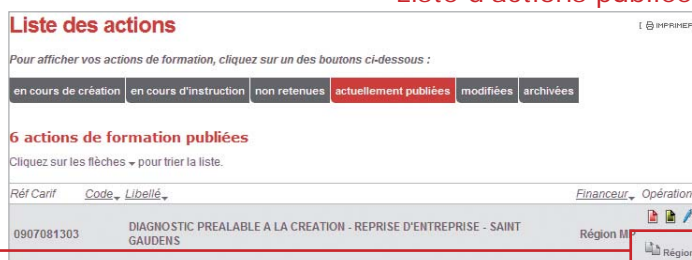 Liste d'actions publiées
Liste des actions
[ IMPRIMER
Pour afficher vos actions de formation, cliquez sur un des boutons ci-dessous :
en cours de création en cours d'instruction non retenues actuellement publiées modifiées archivées
6 actions de formation publiées
Cliquez sur les flèches pour trier la liste.
Réf Carif Code Libellé Financeur Opération
0907081303 DIAGNOSTIC PREALABLE A LA CREATION - REPRISE D'ENTREPRISE - SAINT GAUDENS Région MP
Région